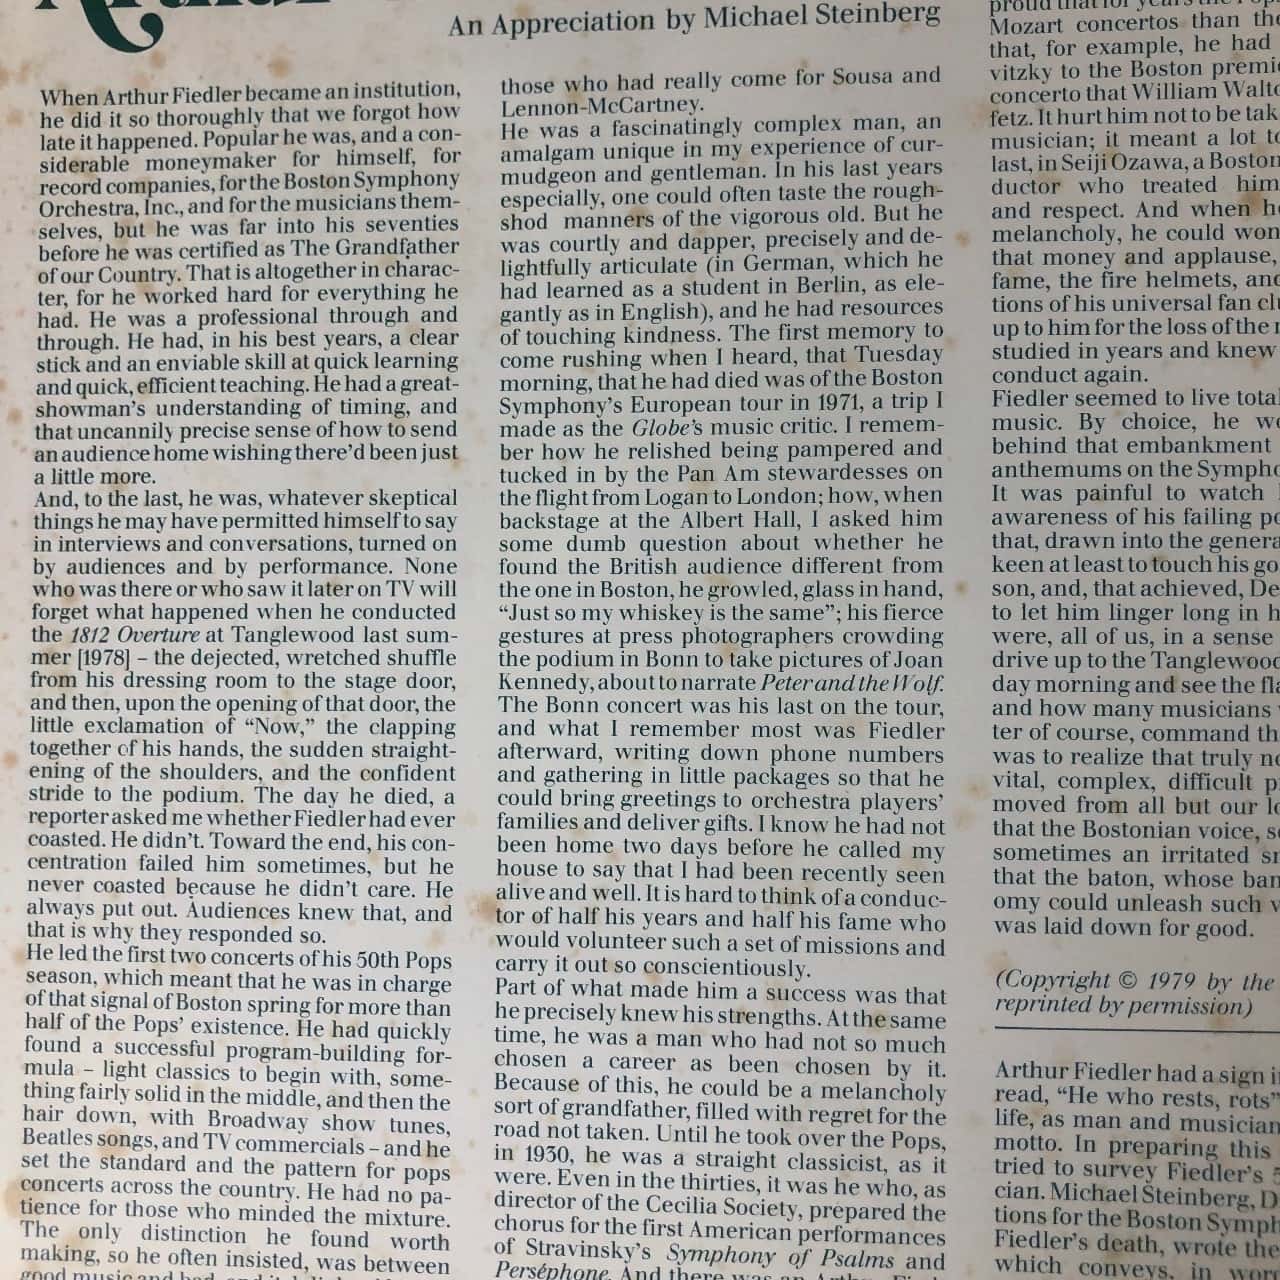 Arthur
An Appreciation by Michael Steinberg
When Arthur Fiedler became an institution,
he did it so thoroughly that we forgot how
late it happened. Popular he was, and a con-
siderable moneymaker for himself, for
record companies, for the Boston Symphony
Orchestra, Inc., and for the musicians them-
selves, but he was far into his seventies
before he was certified as The Grandfather
of our Country. That is altogether in charac-
ter, for he worked hard for everything he
had. He was a professional through and
through. He had, in his best years, a clear
stick and an enviable skill at quick learning
and quick, efficient teaching. He had a great-
showman's understanding of timing, and
that uncannily precise sense of how to send
an audience home wishing there'd been just
a little more.
And, to the last, he was, whatever skeptical
things he may have permitted himself to say
in interviews and conversations, turned on
by audiences and by performance. None
who was there or who saw it later on TV will
forget what happened when he conducted
the 1812 Overture at Tanglewood last sum-
mer [1978] – the dejected, wretched shuffle
from his dressing room to the stage door,
and then, upon the opening of that door, the
little exclamation of “Now,” the clapping
together of his hands, the sudden straight-
ening of the shoulders, and the confident
stride to the podium. The day he died, a
reporter asked me whether Fiedler had ever
coasted. He didn't. Toward the end, his con-
centration failed him sometimes, but he
never coasted because he didn't care. He
always put out. Audiences knew that, and
that is why they responded so.
He led the first two concerts of his 50th Pops
season, which meant that he was in charge
of that signal of Boston spring for more than
half of the Pops' existence. He had quickly
found a successful program-building for-
mula – light classics to begin with, some-
thing fairly solid in the middle, and then the
hair down, with Broadway show tunes,
Beatles songs, and TV commercials – and he
set the standard and the pattern for pops
concerts across the country. He had no pa-
tience for those who minded the mixture.
The only distinction he found worth
making, so he often insisted, was between
good music and bad, and
those who had really come for Sousa and
Lennon-McCartney.
He was a fascinatingly complex man, an
amalgam unique in my experience of cur-
mudgeon and gentleman. In his last years
especially, one could often taste the rough-
shod manners of the vigorous old. But he
was courtly and dapper, precisely and de-
lightfully articulate (in German, which he
had learned as a student in Berlin, as ele-
gantly as in English), and he had resources
of touching kindness. The first memory to
come rushing when I heard, that Tuesday
morning, that he had died was of the Boston
Symphony's European tour in 1971, a trip I
made as the Globe's music critic. I remem-
ber how he relished being pampered and
tucked in by the Pan Am stewardesses on
the flight from Logan to London; how, when
backstage at the Albert Hall, I asked him
some dumb question about whether he
found the British audience different from
the one in Boston, he growled, glass in hand,
“Just so my whiskey is the same”; his fierce
gestures at press photographers crowding
the podium in Bonn to take pictures of Joan
Kennedy, about to narrate Peter and the Wolf.
The Bonn concert was his last on the tour,
and what I remember most was Fiedler
afterward, writing down phone numbers
and gathering in little packages so that he
could bring greetings to orchestra players'
families and deliver gifts. I know he had not
been home two days before he called my
house to say that I had been recently seen
alive and well. It is hard to think of a conduc-
tor of half his years and half his fame who
would volunteer such a set of missions and
carry it out so conscientiously.
Part of what made him a success was that
he precisely knew his strengths. At the same
time, he was a man who had not so much
chosen a career as been chosen by it.
Because of this, he could be a melancholy
sort of grandfather, filled with regret for the
road not taken. Until he took over the Pops,
in 1930, he was a straight classicist, as it
were. Even in the thirties, it was he who, as
director of the Cecilia Society, prepared the
chorus for the first American performances
of Stravinsky's Symphony of Psalms and
Perséphone. And there was an Arthur
proud that for years the
Mozart concertos than
that, for example, he had
vitzky to the Boston
concerto that William
fetz. It hurt him not to be
musician; it meant a lot
last, in Seiji Ozawa, a Boston
ductor who treated him
and respect. And when
melancholy, he could
that money and applause,
fame, the fire helmets,
tions of his universal fan
up to him for the loss of the
studied in years and knew
conduct again.
Fiedler seemed to live
music. By choice, he
behind that embankment
anthemums on the
It was painful to watch
awareness of his failing
that, drawn into the
keen at least to touch his
son, and, that achieved,
to let him linger long in
were, all of us, in a sense
drive up to the Tanglewood
day morning and see the
and how many musicians
ter of course, command
was to realize that truly
vital, complex, difficult
moved from all but our
that the Bostonian voice,
sometimes an irritated
that the baton, whose
omy could unleash such
was laid down for good.
(Copyright © 1979 by the
reprinted by permission)
Arthur Fiedler had a sign
read, “He who rests, rots”
life, as man and musician
motto. In preparing this
tried to survey Fiedler's
cian. Michael Steinberg,
tions for the Boston
Fiedler's death, wrote the
which conveys, in